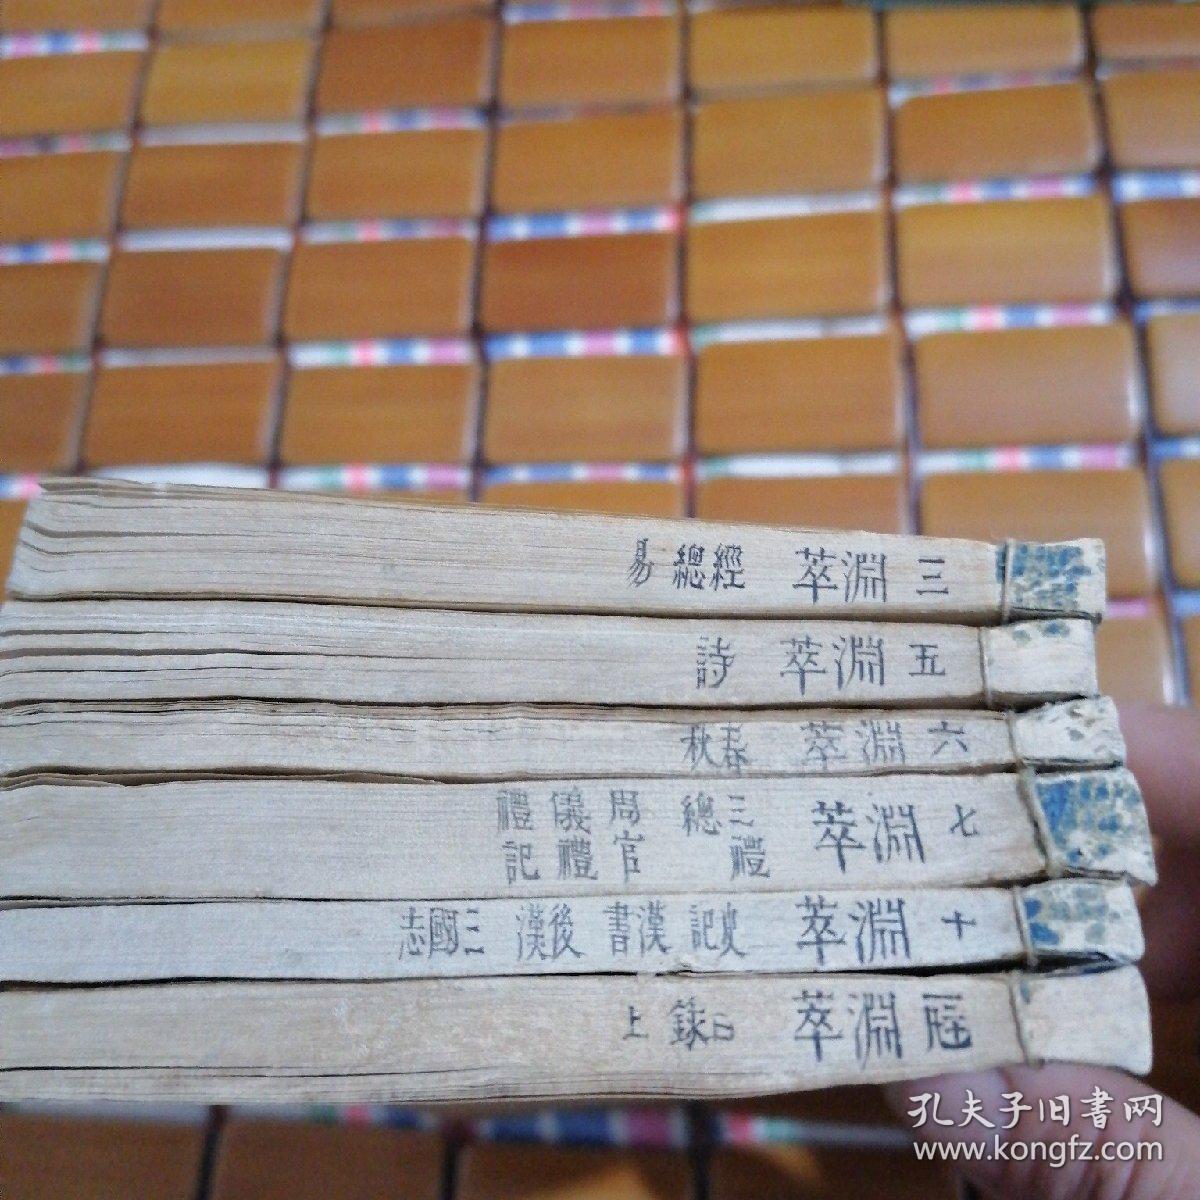 三 淵萃 經總 易
五 淵萃 詩
六 淵萃 春秋
七 淵萃 三禮總 周官 儀禮 禮記
十 淵萃 史記 漢書 後漢 三國志
淵萃 目錄 上
孔夫子旧書网
www.kongfz.com